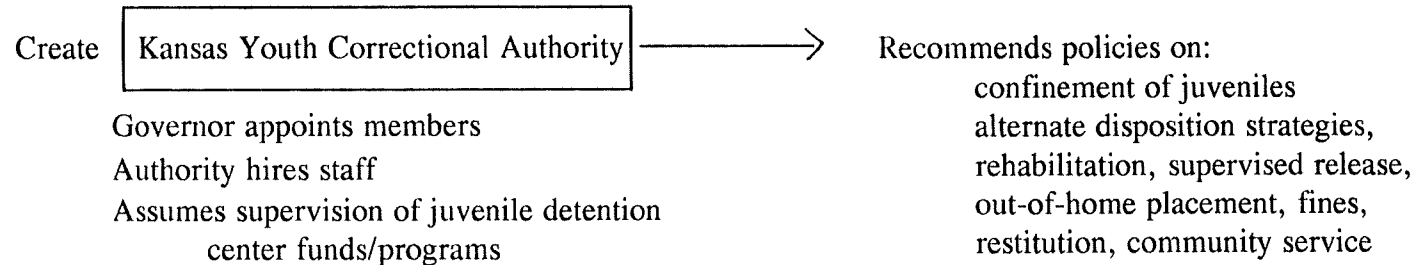 Create Kansas Youth Correctional Authority
Governor appoints members
Authority hires staff
Assumes supervision of juvenile detention
center funds/programs
Recommends policies on:
confinement of juveniles
alternate disposition strategies,
rehabilitation, supervised release,
out-of-home placement, fines,
restitution, community service